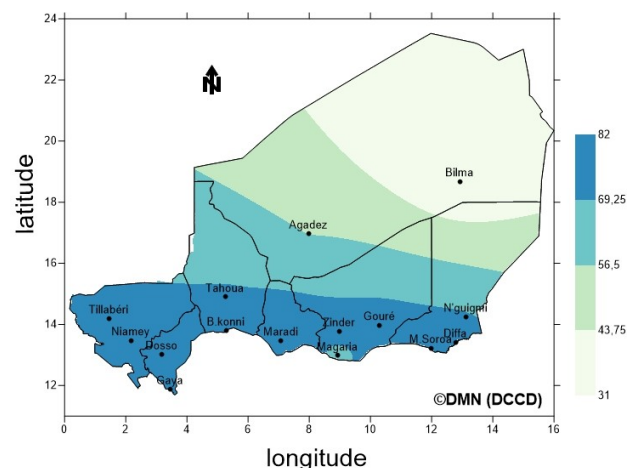 24
22
20
18
16
14
12
latitude
N
Bilma
Agadez
Tahoua
Tillabéri
Niamey
Dosso
Gaya
B.konni
Maradi
Zinder
Magaria
Gouré
N'guigmi
Diffa
M.Soroa
©DMN (DCCD)
0 2 4 6 8 10 12 14 16
longitude
82
69,25
56,5
43,75
31